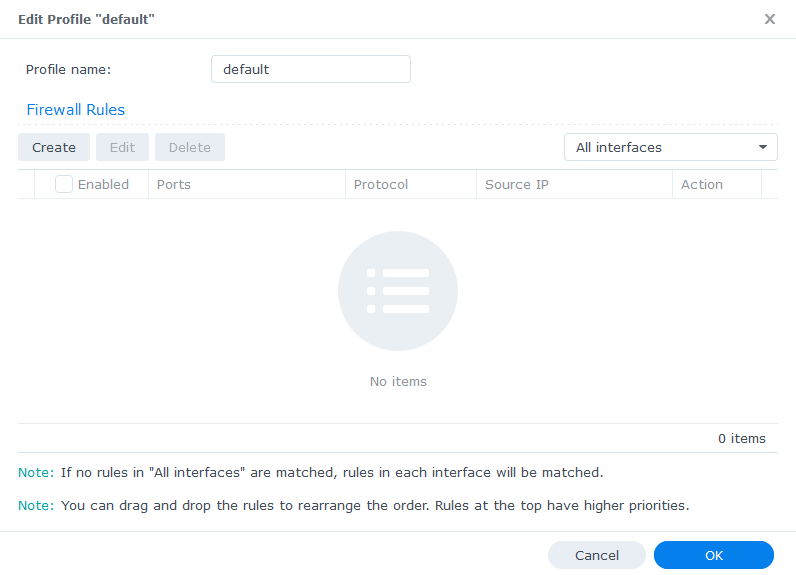 Edit Profile "default"
Profile name: default
Firewall Rules
Create Edit Delete All interfaces
Enabled Ports Protocol Source IP Action
No items
0 items
Note: If no rules in "All interfaces" are matched, rules in each interface will be matched.
Note: You can drag and drop the rules to rearrange the order. Rules at the top have higher priorities.
Cancel OK